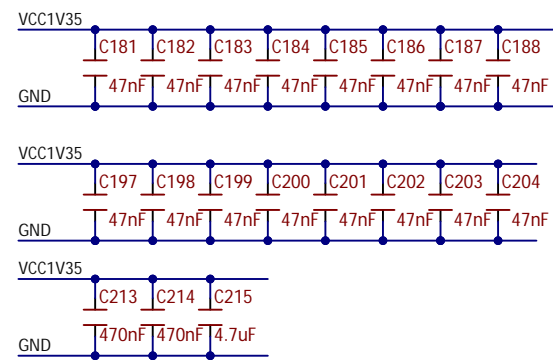 VCC1V35
C181 C182 C183 C184 C185 C186 C187 C188
47nF 47nF 47nF 47nF 47nF 47nF 47nF 47nF
GND
VCC1V35
C197 C198 C199 C200 C201 C202 C203 C204
47nF 47nF 47nF 47nF 47nF 47nF 47nF 47nF
GND
VCC1V35
C213 C214 C215
470nF 470nF 4.7uF
GND